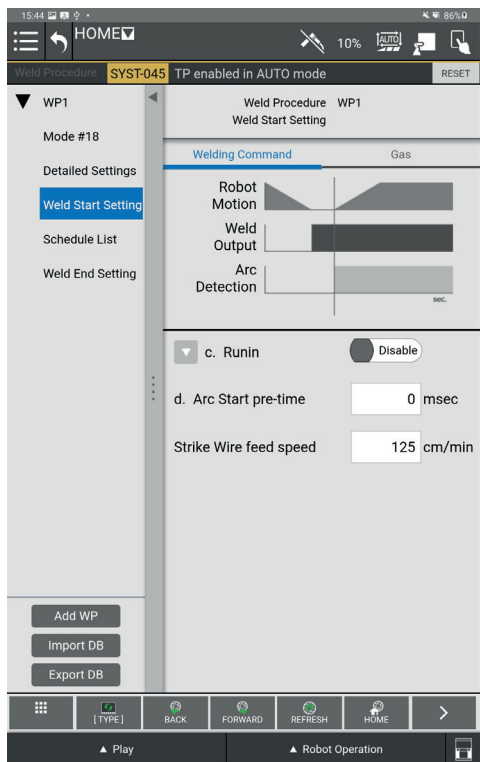 15:44 86%
HOME
10% AUTO
Weld Procedure SYST-045 TP enabled in AUTO mode RESET
WP1
Mode #18
Detailed Settings
Weld Start Setting
Schedule List
Weld End Setting
Weld Procedure WP1
Weld Start Setting
Welding Command Gas
Robot
Motion
Weld
Output
Arc
Detection
sec.
c. Runin Disable
d. Arc Start pre-time 0 msec
Strike Wire feed speed 125 cm/min
Add WP
Import DB
Export DB
[ TYPE ] BACK FORWARD REFRESH HOME
Play Robot Operation